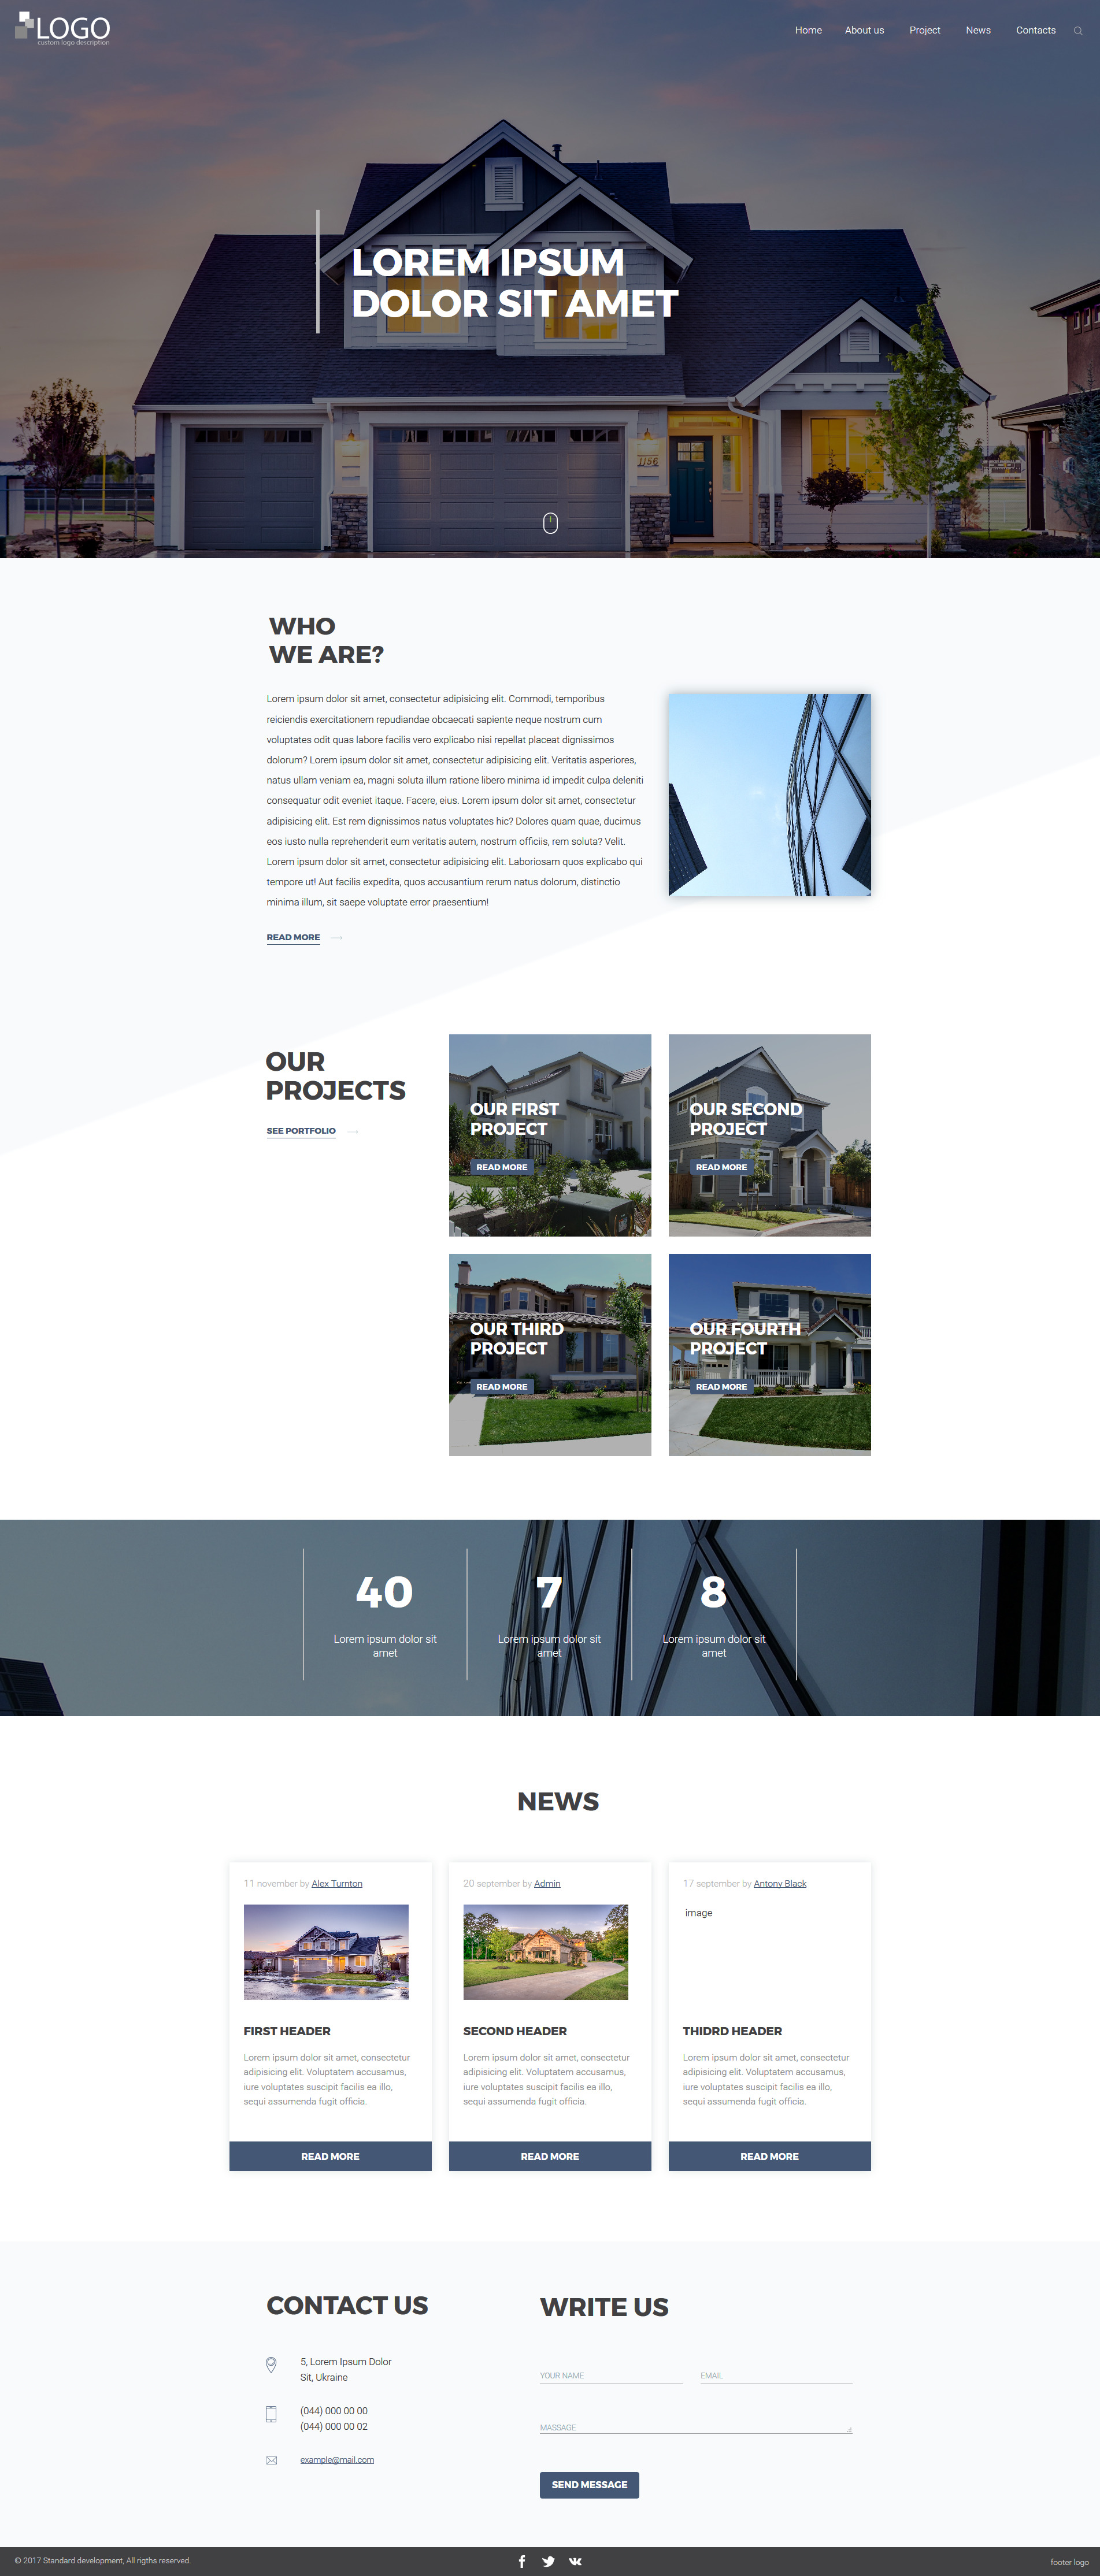 LOGO
custom logo description
Home
About us
Project
News
Contacts
LOREM IPSUM
DOLOR SIT AMET
1156
WHO
WE ARE?
Lorem ipsum dolor sit amet, consectetur adipisicing elit. Commodi, temporibus
reiciendis exercitationem repudiandae obcaecati sapiente neque nostrum cum
voluptates odit quas labore facilis vero explicabo nisi repellat placeat dignissimos
dolorum? Lorem ipsum dolor sit amet, consectetur adipisicing elit. Veritatis asperiores,
natus ullam veniam ea, magni soluta illum ratione libero minima id impedit culpa deleniti
consequatur odit eveniet itaque. Facere, eius. Lorem ipsum dolor sit amet, consectetur
adipisicing elit. Est rem dignissimos natus voluptates hic? Dolores quam quae, ducimus
eos iusto nulla reprehenderit eum veritatis autem, nostrum officiis, rem soluta? Velit.
Lorem ipsum dolor sit amet, consectetur adipisicing elit. Laboriosam quos explicabo qui
tempore ut! Aut facilis expedita, quos accusantium rerum natus dolorum, distinctio
minima illum, sit saepe voluptate error praesentium!
READ MORE
OUR
PROJECTS
SEE PORTFOLIO
OUR FIRST
PROJECT
READ MORE
OUR SECOND
PROJECT
READ MORE
OUR THIRD
PROJECT
READ MORE
OUR FOURTH
PROJECT
READ MORE
40
Lorem ipsum dolor sit
amet
7
Lorem ipsum dolor sit
amet
8
Lorem ipsum dolor sit
amet
NEWS
11 november by Alex Turnton
FIRST HEADER
Lorem ipsum dolor sit amet, consectetur
adipisicing elit. Voluptatem accusamus,
iure voluptates suscipit facilis ea illo,
sequi assumenda fugit officia.
READ MORE
20 september by Admin
SECOND HEADER
Lorem ipsum dolor sit amet, consectetur
adipisicing elit. Voluptatem accusamus,
iure voluptates suscipit facilis ea illo,
sequi assumenda fugit officia.
READ MORE
17 september by Antony Black
image
THIDRD HEADER
Lorem ipsum dolor sit amet, consectetur
adipisicing elit. Voluptatem accusamus,
iure voluptates suscipit facilis ea illo,
sequi assumenda fugit officia.
READ MORE
CONTACT US
5, Lorem Ipsum Dolor
Sit, Ukraine
(044) 000 00 00
(044) 000 00 02
example@mail.com
WRITE US
YOUR NAME
EMAIL
MASSAGE
SEND MESSAGE
© 2017 Standard development, All rigths reserved.
footer logo